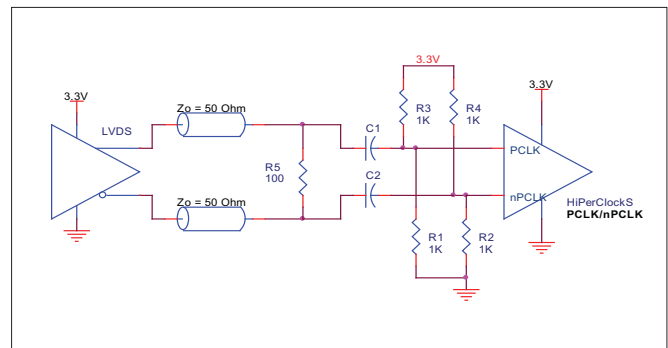 3.3V
3.3V
3.3V
LVDS
Zo = 50 Ohm
R3
1K
R4
1K
C1
R5
100
C2
PCLK
nPCLK
Zo = 50 Ohm
R1
1K
R2
1K
HiPerClockS
PCLK/nPCLK